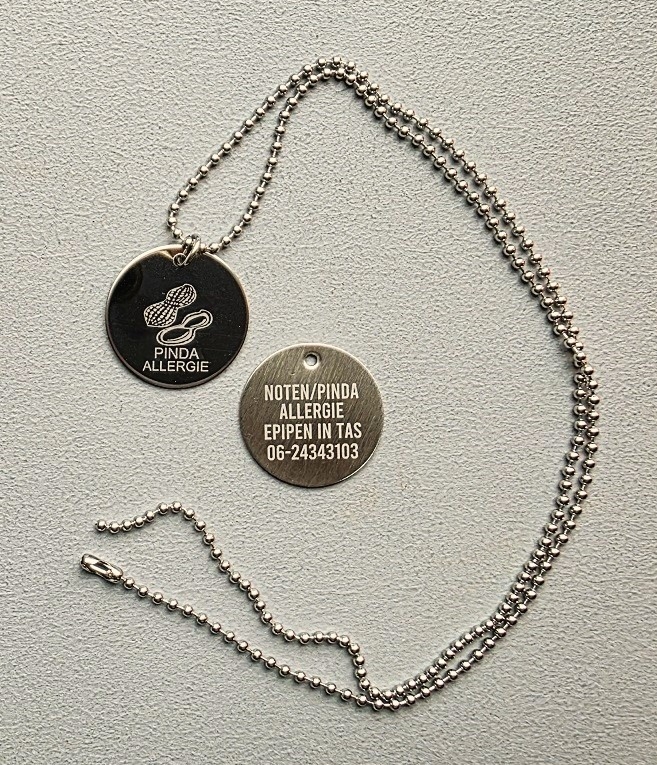 PINDA
ALLERGIE
NOTEN/PINDA
ALLERGIE
EPIPEN IN TAS
06-24343103